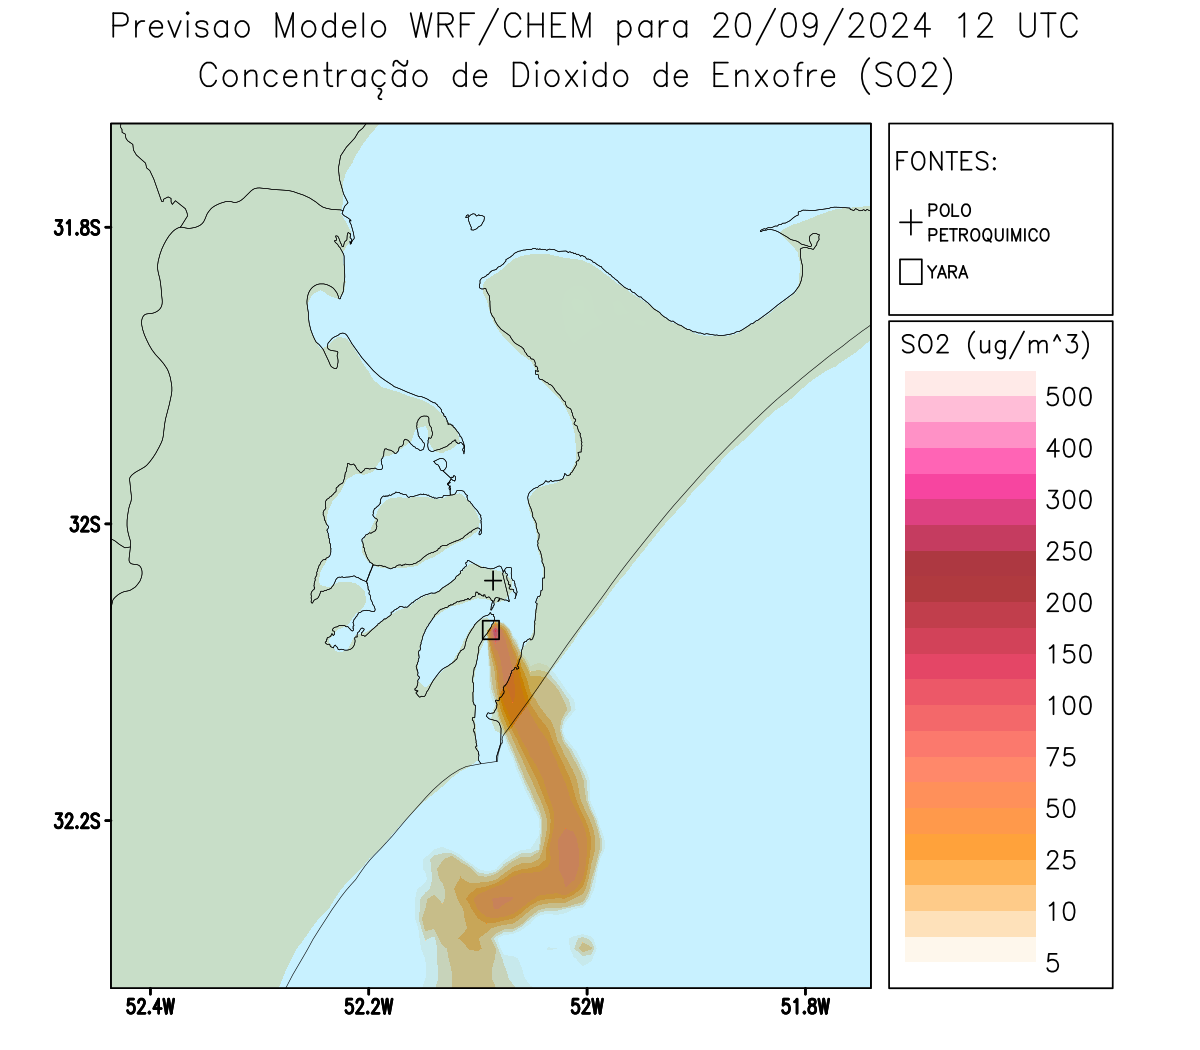 Previsao Modelo WRF/CHEM para 20/09/2024 12 UTC
Concentração de Dioxido de Enxofre (SO2)
FONTES:
POLO
PETROQUIMICO
YARA
SO2 (ug/m^3)
500
400
300
250
200
150
100
75
50
25
10
5
31.8S
32S
32.2S
52.4W
52.2W
52W
51.8W